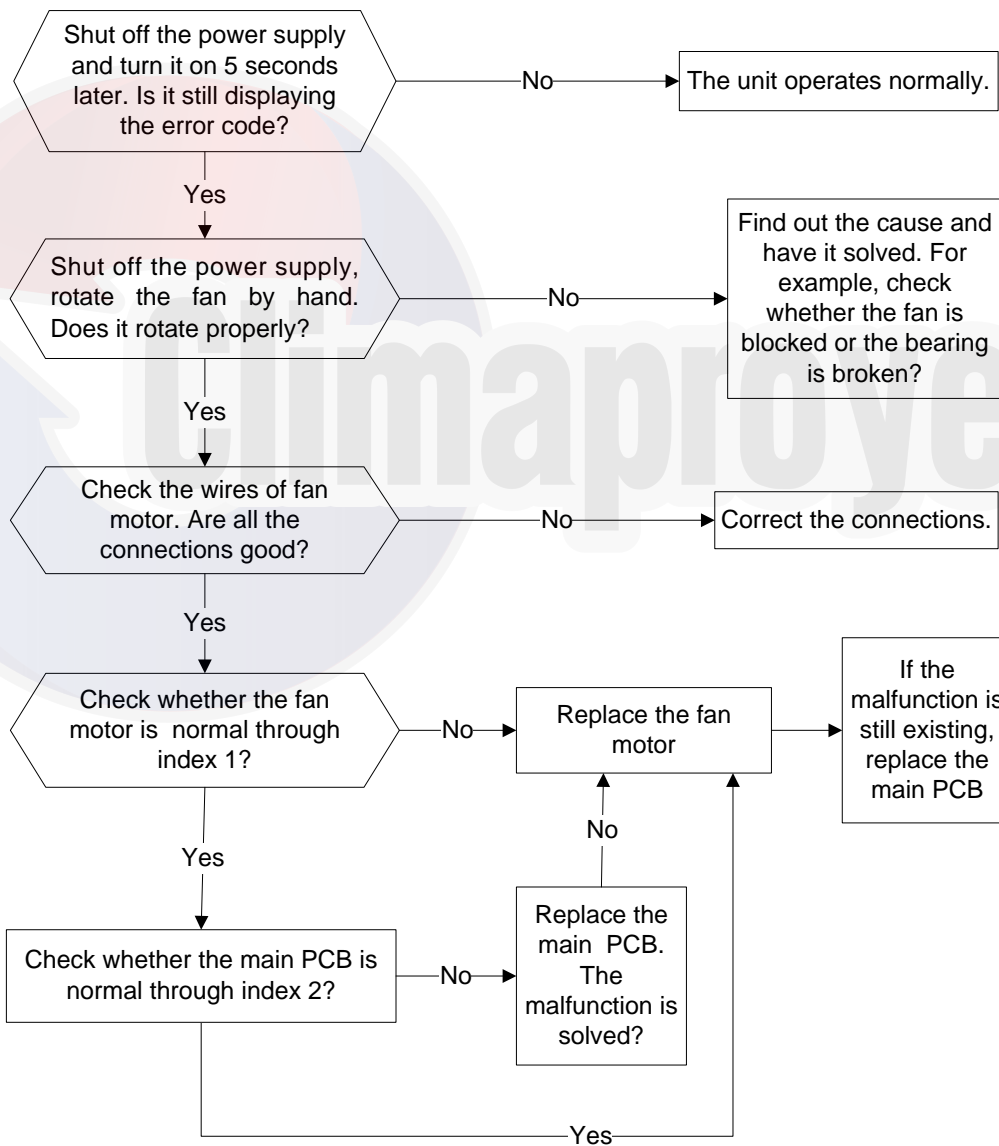 Shut off the power supply
and turn it on 5 seconds
later. Is it still displaying
the error code?
No
The unit operates normally.
Yes
Shut off the power supply,
rotate the fan by hand.
Does it rotate properly?
No
Find out the cause and
have it solved. For
example, check
whether the fan is
blocked or the bearing
is broken?
Yes
Check the wires of fan
motor. Are all the
connections good?
No
Correct the connections.
Yes
Check whether the fan
motor is normal through
index 1?
No
Replace the fan
motor
If the
malfunction is
still existing,
replace the
main PCB
Yes
No
Check whether the main PCB is
normal through index 2?
No
Replace the
main PCB.
The
malfunction is
solved?
Yes
Climaproye